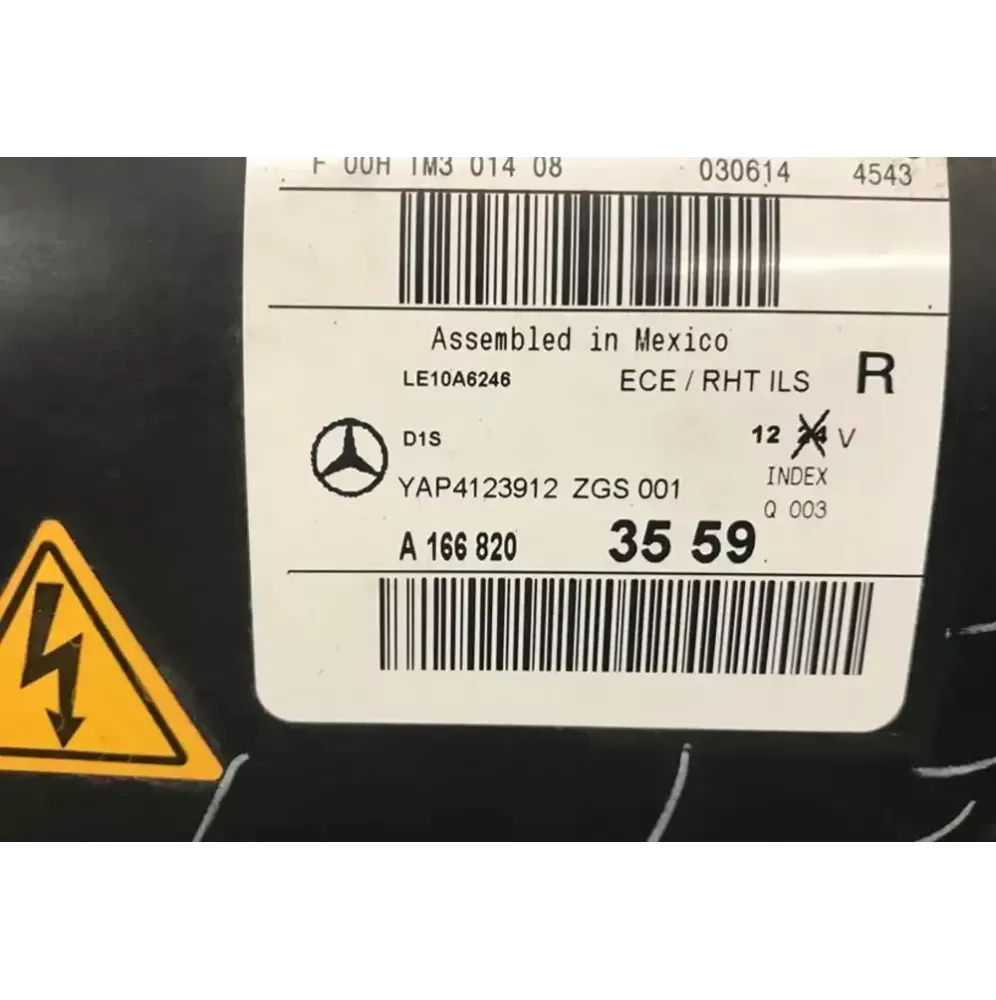 F 00H 1M3 014 08 030614 4543
Assembled in Mexico
LE10A6246 ECE / RHT ILS R
D1S 12 24 V
YAP4123912 ZGS 001 INDEX
Q 003
A 166 820 35 59